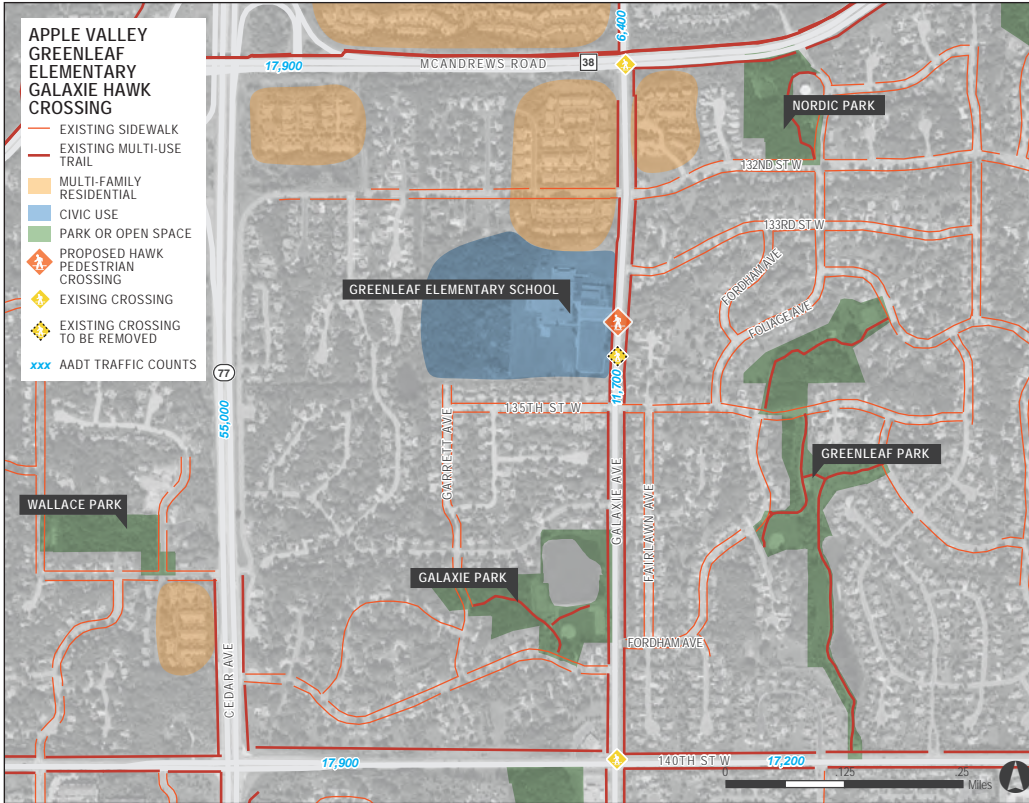 APPLE VALLEY
GREENLEAF
ELEMENTARY
GALAXIE HAWK
CROSSING
EXISTING SIDEWALK
EXISTING MULTI-USE
TRAIL
MULTI-FAMILY
RESIDENTIAL
CIVIC USE
PARK OR OPEN SPACE
PROPOSED HAWK
PEDESTRIAN
CROSSING
EXISING CROSSING
EXISTING CROSSING
TO BE REMOVED
xxx AADT TRAFFIC COUNTS
6,400
17,900
MCANDREWS ROAD
38
NORDIC PARK
132ND ST W
133RD ST W
FORDHAM AVE
FOLIAGE AVE
GREENLEAF ELEMENTARY SCHOOL
77
55,000
11,700
135TH ST W
GARRETT AVE
GALAXIE AVE
FAIRLAWN AVE
GREENLEAF PARK
WALLACE PARK
GALAXIE PARK
FORDHAM AVE
CEDAR AVE
17,900
140TH ST W
17,200
0 .125 .25
Miles